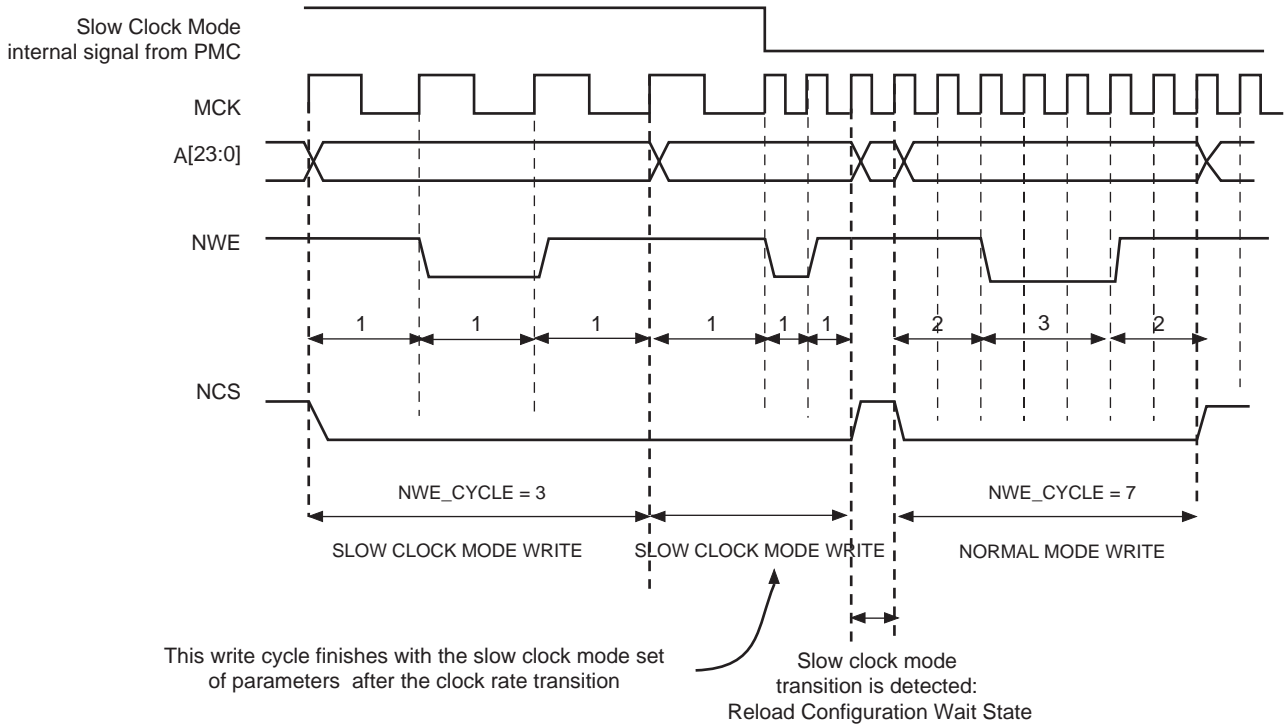 Slow Clock Mode
internal signal from PMC
MCK
A[23:0]
NWE
1 1 1 1 1 1 2 3 2
NCS
NWE_CYCLE = 3 NWE_CYCLE = 7
SLOW CLOCK MODE WRITE SLOW CLOCK MODE WRITE NORMAL MODE WRITE
This write cycle finishes with the slow clock mode set
of parameters after the clock rate transition
Slow clock mode
transition is detected:
Reload Configuration Wait State